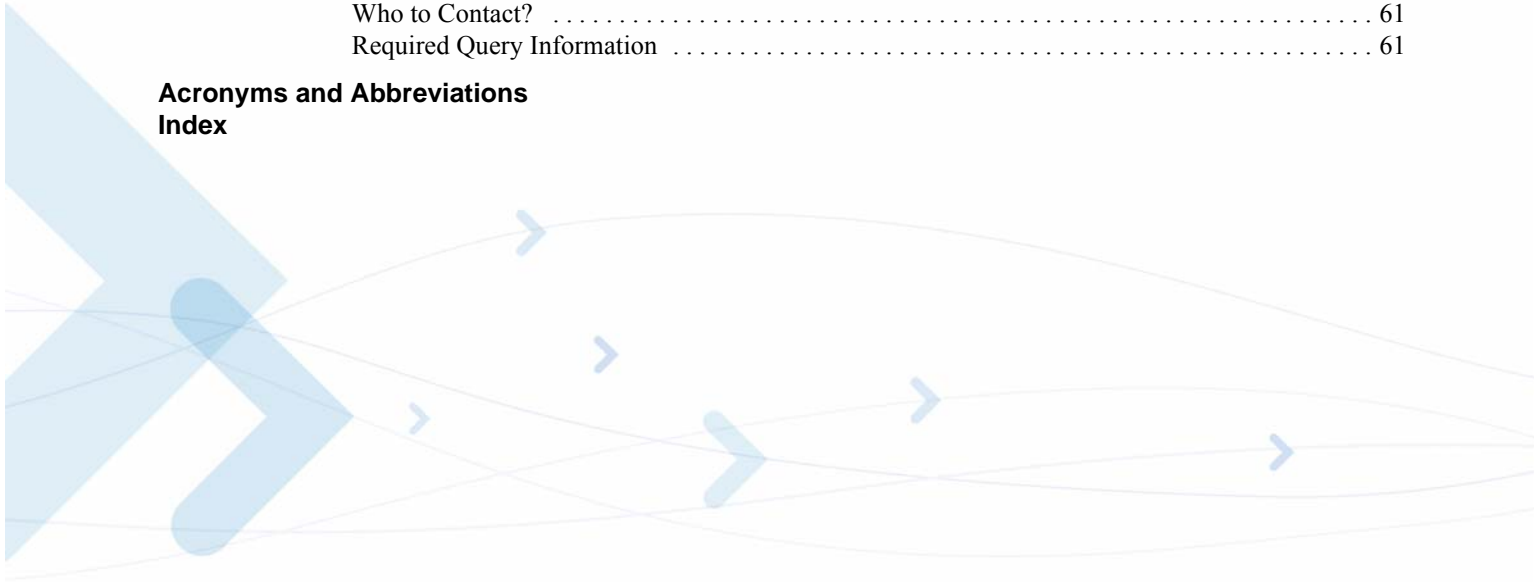 Who to Contact? . . . . . . . . . . . . . . . . . . . . . . . . . . . . . . . . . . . . . . . . . . . . . . . . . . . . . . . . . . . . . . 61
Required Query Information . . . . . . . . . . . . . . . . . . . . . . . . . . . . . . . . . . . . . . . . . . . . . . . . . . . . . 61
Acronyms and Abbreviations
Index